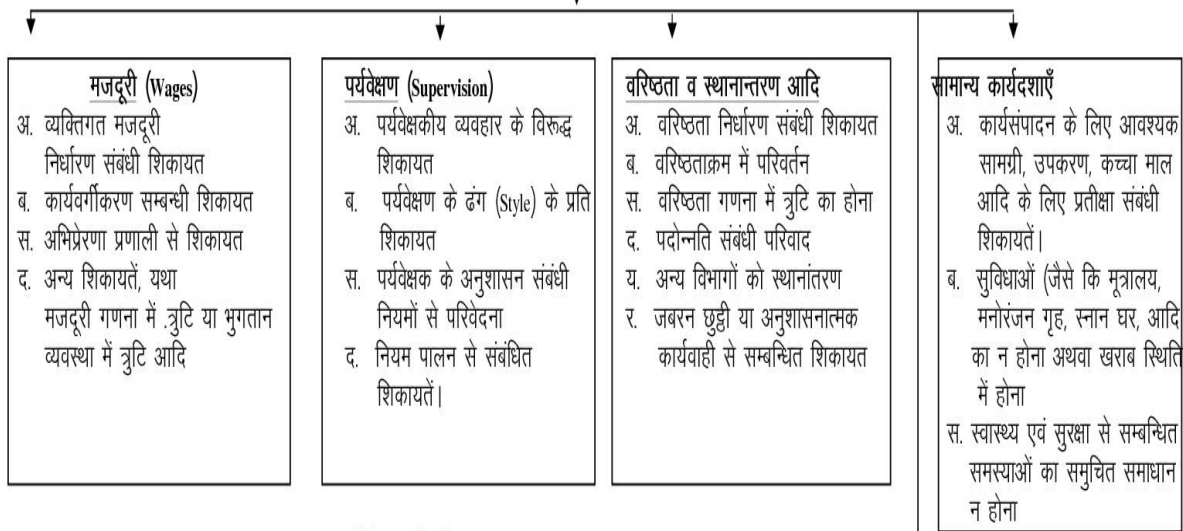 मजदूरी (Wages)
अ. व्यक्तिगत मजदूरी
निर्धारण संबंधी शिकायत
ब. कार्यवर्गीकरण सम्बन्धी शिकायत
स. अभिप्रेरणा प्रणाली से शिकायत
द. अन्य शिकायतें, यथा
मजदूरी गणना में .त्रुटि या भुगतान
व्यवस्था में त्रुटि आदि
पर्यवेक्षण (Supervision)
अ. पर्यवेक्षकीय व्यवहार के विरूद्ध
शिकायत
ब. पर्यवेक्षण के ढंग (Style) के प्रति
शिकायत
स. पर्यवेक्षक के अनुशासन संबंधी
नियमों से परिवेदना
द. नियम पालन से संबंधित
शिकायतें।
वरिष्ठता व स्थानान्तरण आदि
अ. वरिष्ठता निर्धारण संबंधी शिकायत
ब. वरिष्ठताक्रम में परिवर्तन
स. वरिष्ठता गणना में त्रुटि का होना
द. पदोन्नति संबंधी परिवाद
य. अन्य विभागों को स्थानांतरण
र. जबरन छुट्टी या अनुशासनात्मक
कार्यवाही से सम्बन्धित शिकायत
सामान्य कार्यदशाएँ
अ. कार्यसंपादन के लिए आवश्यक
सामग्री, उपकरण, कच्चा माल
आदि के लिए प्रतीक्षा संबंधी
शिकायतें।
ब. सुविधाओं (जैसे कि मूत्रालय,
मनोरंजन गृह, स्नान घर, आदि
का न होना अथवा खराब स्थिति
में होना
स. स्वास्थ्य एवं सुरक्षा से सम्बन्धित
समस्याओं का समुचित समाधान
न होना